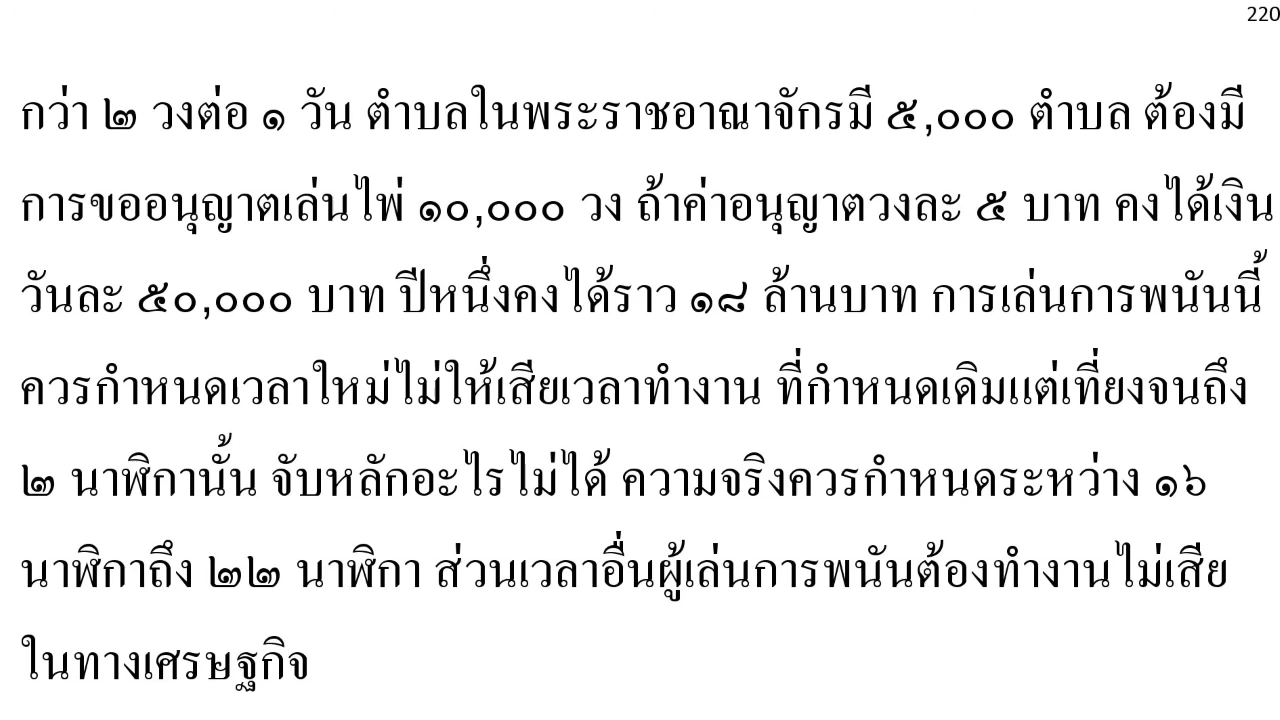 220
กว่า ๒ วงต่อ ๑ วัน ตำบลในพระราชอาณาจักรมี ๕,๐๐๐ ตำบล ต้องมี
การขออนุญาตเล่นไพ่ ๑๐,๐๐๐ วง ถ้าค่าอนุญาตวงละ ๕ บาท คงได้เงิน
วันละ ๕๐,๐๐๐ บาท ปีหนึ่งคงได้ราว ๑๘ ล้านบาท การเล่นการพนันนี้
ควรกำหนดเวลาใหม่ไม่ให้เสียเวลาทำงาน ที่กำหนดเดิมแต่เที่ยงจนถึง
๒ นาฬิกานั้น จับหลักอะไรไม่ได้ ความจริงควรกำหนดระหว่าง ๑๖
นาฬิกาถึง ๒๒ นาฬิกา ส่วนเวลาอื่นผู้เล่นการพนันต้องทำงานไม่เสีย
ในทางเศรษฐกิจ